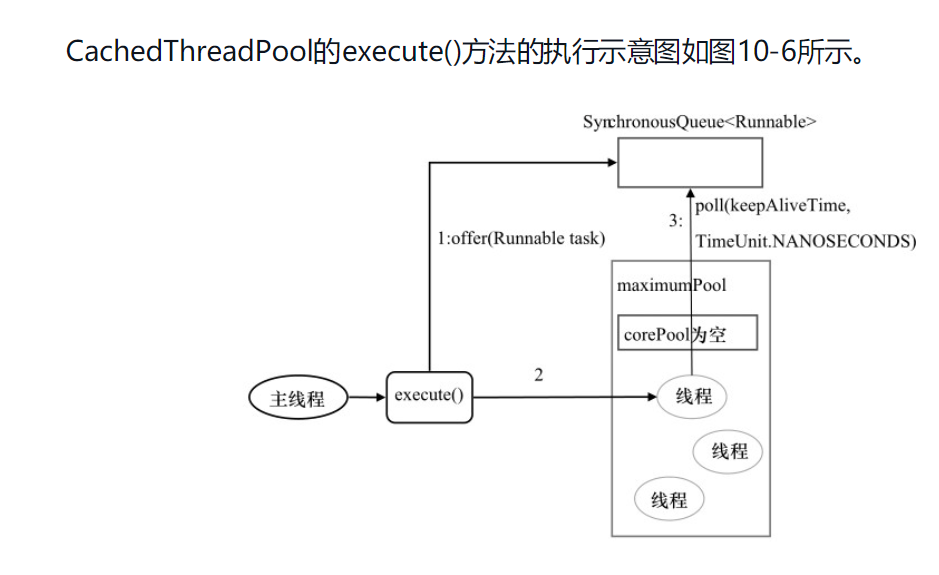 CachedThreadPool的execute()方法的执行示意图如图10-6所示。
SynchronousQueue<Runnable>
poll(keepAliveTime,
3:
1:offer(Runnable task)
TimeUnit.NANOSECONDS)
maximumPool
corePool为空
2
主线程
execute()
线程
线程
线程